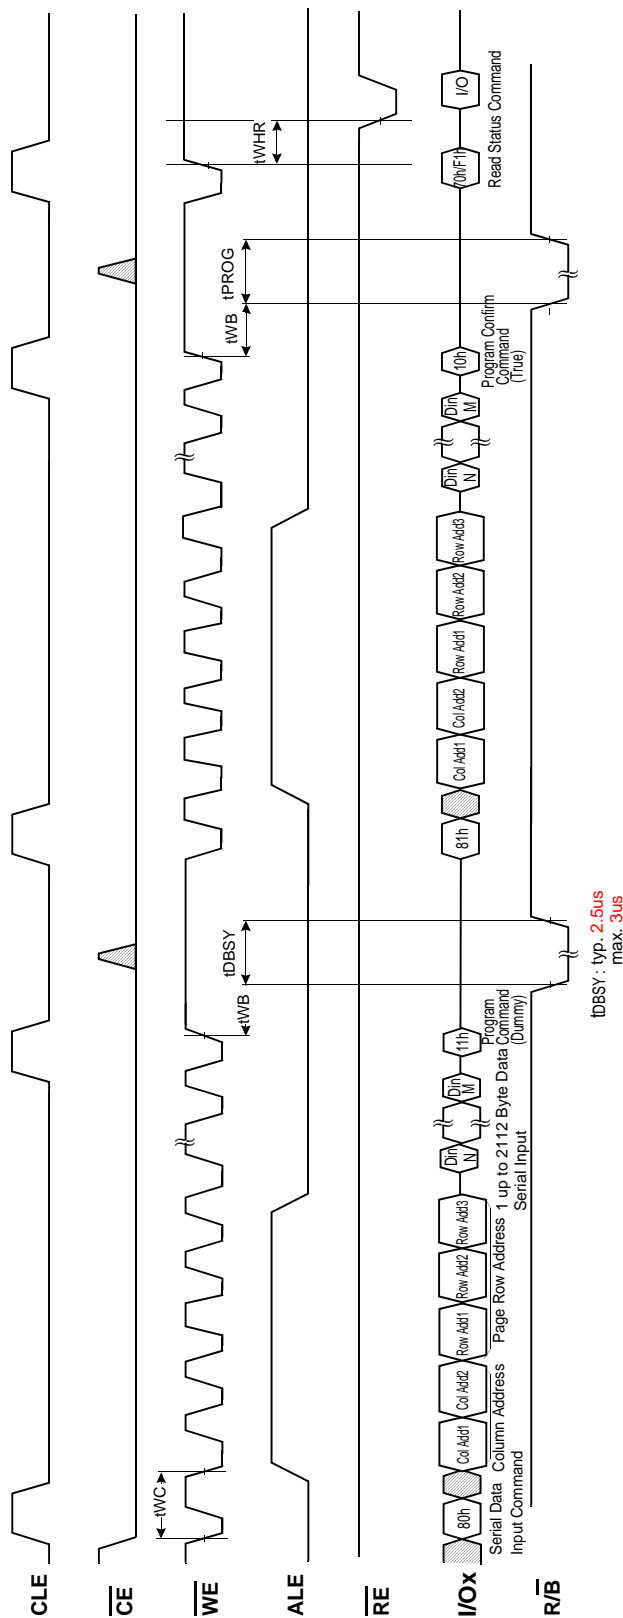 CLE
CE
tWC
WE
tWB
tDBSY
tWB
tPROG
tWHR
ALE
RE
I/Ox
80h
Col Add1
Col Add2
Row Add1
Row Add2
Row Add3
Din
N
Din
M
11h
81h
Col Add1
Col Add2
Row Add1
Row Add2
Row Add3
Din
N
Din
M
10h
70h/F1h
I/O
Serial Data
Input Command
Column Address
Page Row Address
1 up to 2112 Byte Data
Serial Input
Program
Command
(Dummy)
Program Confirm
Command
(True)
Read Status Command
R/B
tDBSY : typ. 2.5us
max. 3us